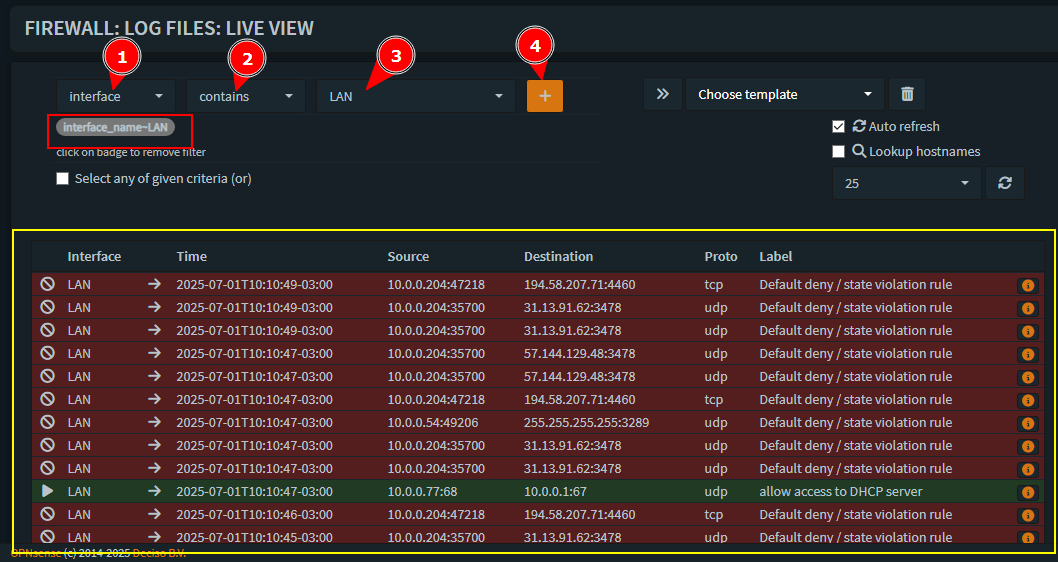 FIREWALL: LOG FILES: LIVE VIEW
1 2 3 4
interface contains LAN + Choose template
interface_name~LAN
click on badge to remove filter
Auto refresh
Lookup hostnames
Select any of given criteria (or)
25
Interface Time Source Destination Proto Label
LAN 2025-07-01T10:10:49-03:00 10.0.0.204:47218 194.58.207.71:4460 tcp Default deny / state violation rule
LAN 2025-07-01T10:10:49-03:00 10.0.0.204:35700 31.13.91.62:3478 udp Default deny / state violation rule
LAN 2025-07-01T10:10:49-03:00 10.0.0.204:35700 31.13.91.62:3478 udp Default deny / state violation rule
LAN 2025-07-01T10:10:47-03:00 10.0.0.204:35700 57.144.129.48:3478 udp Default deny / state violation rule
LAN 2025-07-01T10:10:47-03:00 10.0.0.204:35700 57.144.129.48:3478 udp Default deny / state violation rule
LAN 2025-07-01T10:10:47-03:00 10.0.0.204:47218 194.58.207.71:4460 tcp Default deny / state violation rule
LAN 2025-07-01T10:10:47-03:00 10.0.0.54:49206 255.255.255.255:3289 udp Default deny / state violation rule
LAN 2025-07-01T10:10:47-03:00 10.0.0.204:35700 31.13.91.62:3478 udp Default deny / state violation rule
LAN 2025-07-01T10:10:47-03:00 10.0.0.204:35700 31.13.91.62:3478 udp Default deny / state violation rule
LAN 2025-07-01T10:10:47-03:00 10.0.0.77:68 10.0.0.1:67 udp allow access to DHCP server
LAN 2025-07-01T10:10:46-03:00 10.0.0.204:47218 194.58.207.71:4460 tcp Default deny / state violation rule
LAN 2025-07-01T10:10:45-03:00 10.0.0.204:35700 31.13.91.62:3478 udp Default deny / state violation rule
OPNsense (c) 2014-2025 Deciso B.V.